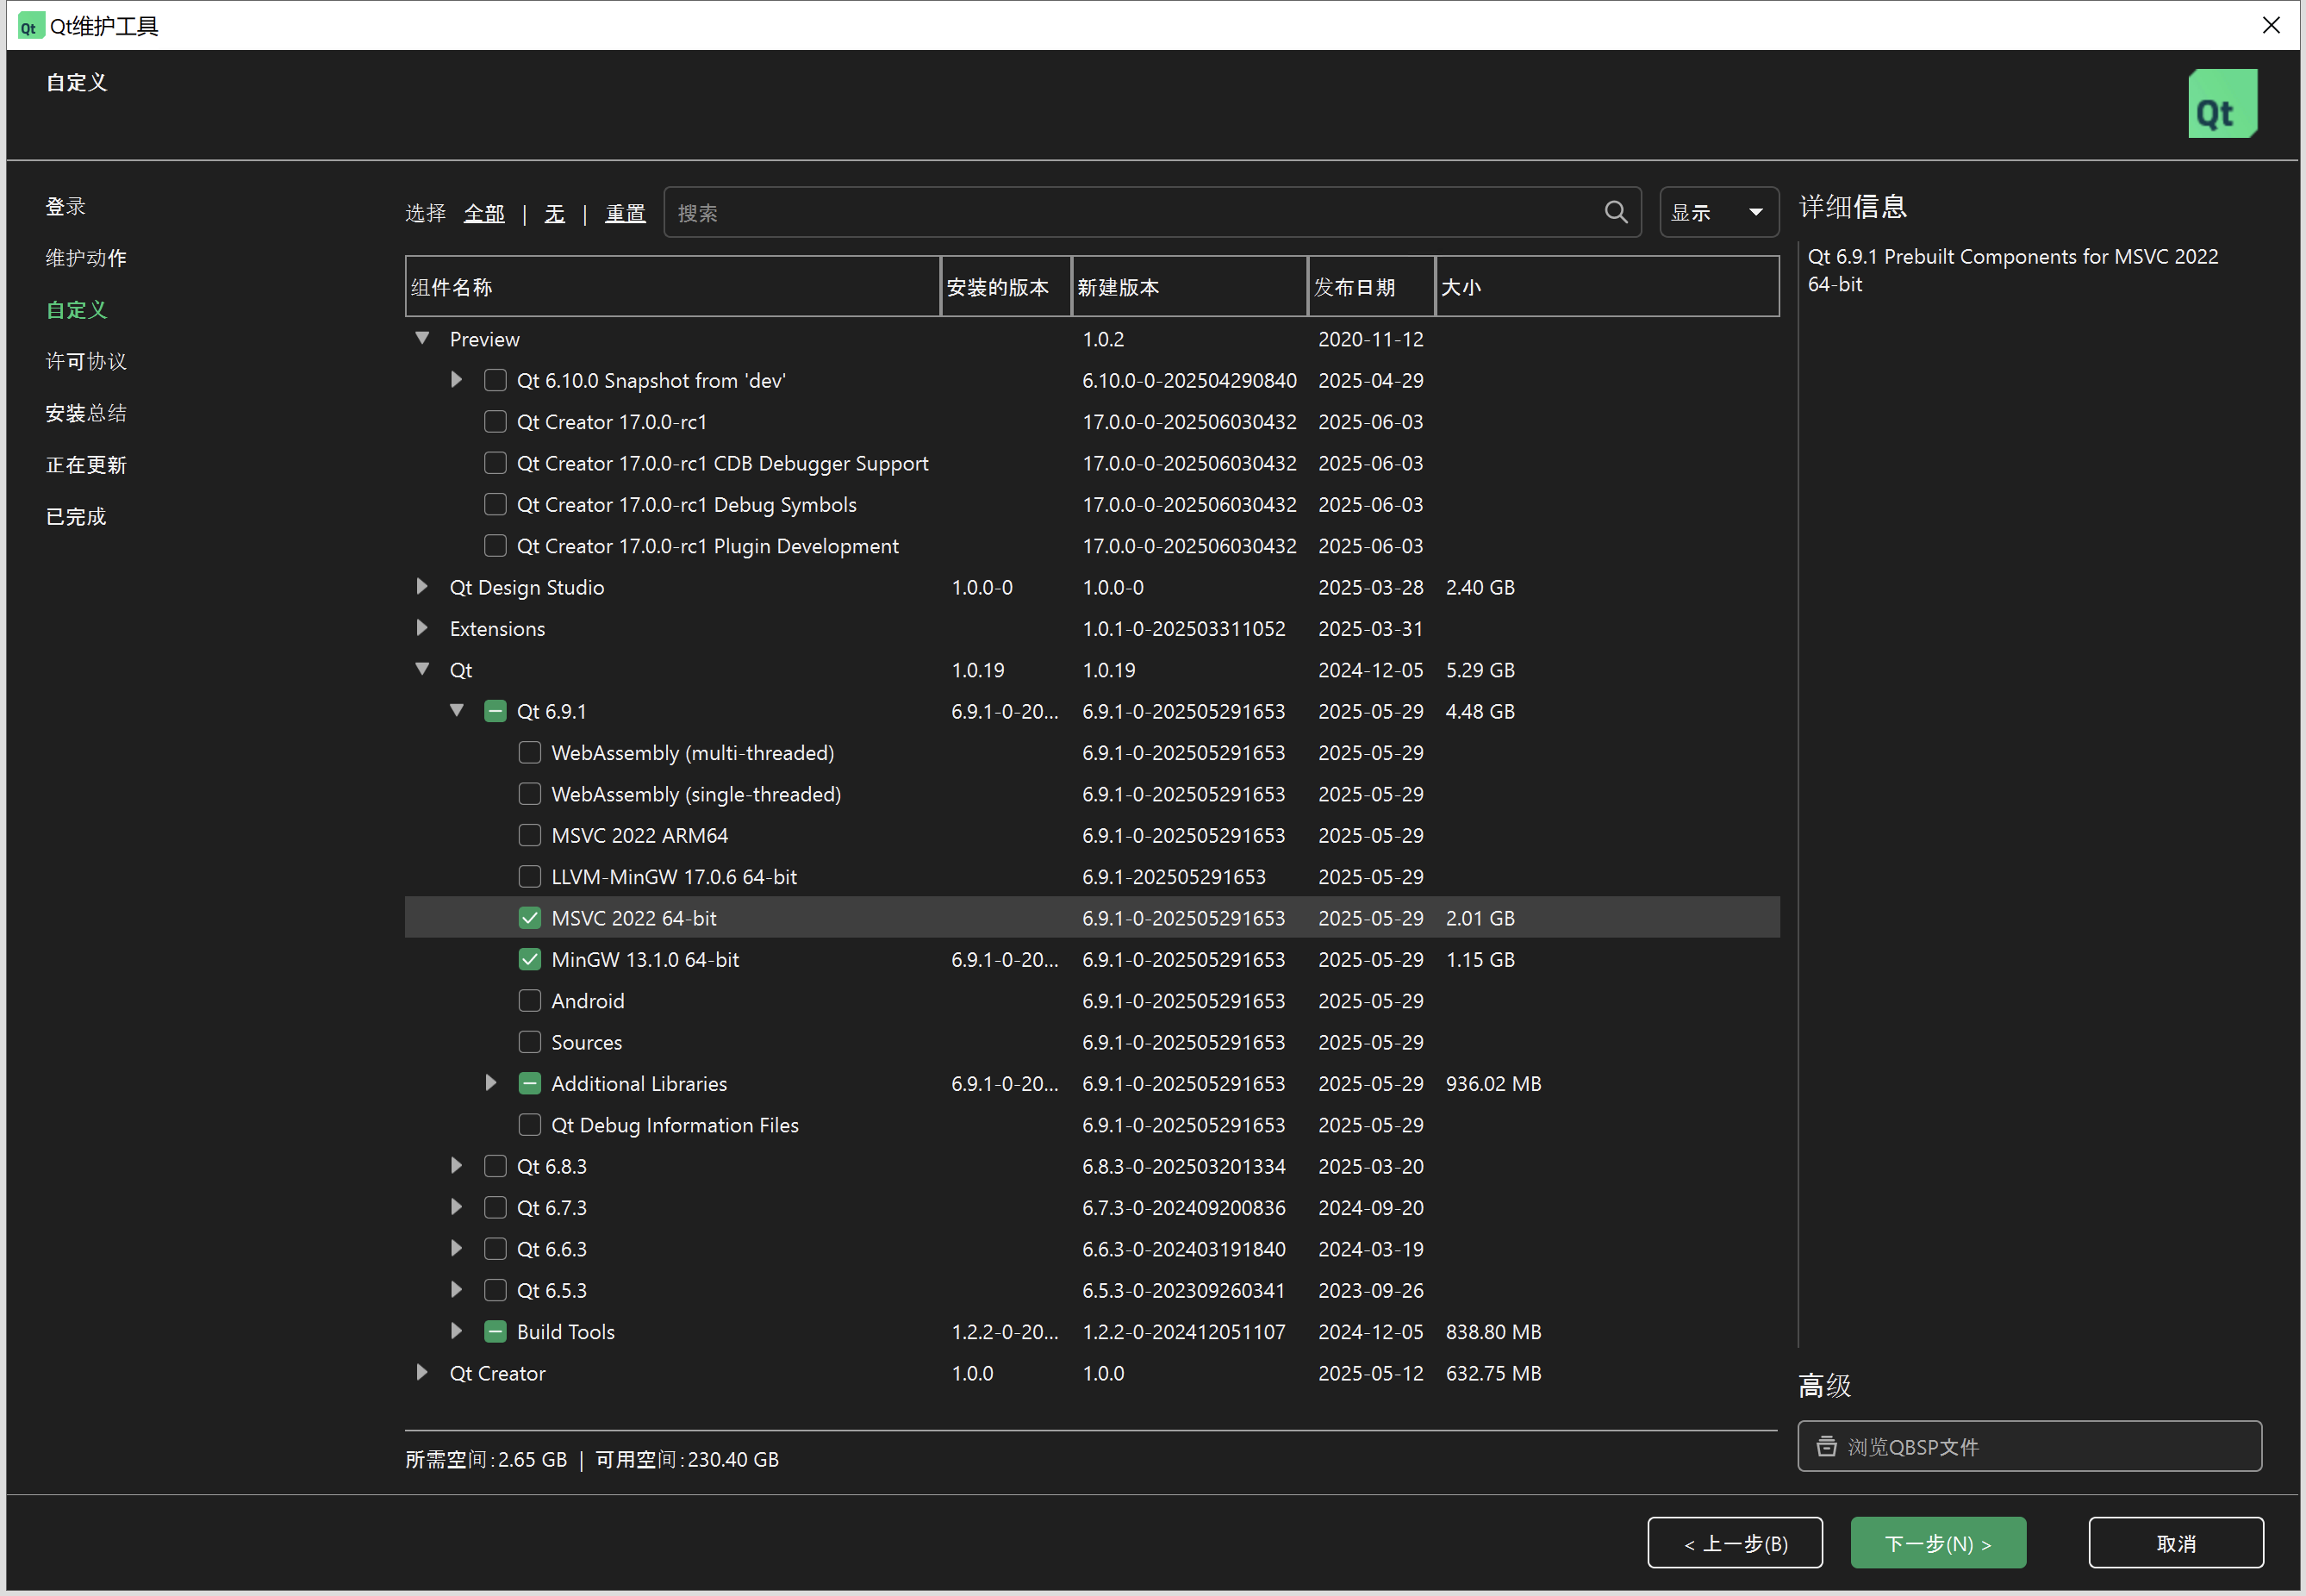 Qt维护工具
自定义
Qt
登录
维护动作
自定义
许可协议
安装总结
正在更新
已完成
选择 全部 | 无 | 重置 搜索 显示
组件名称 安装的版本 新建版本 发布日期 大小
Preview 1.0.2 2020-11-12
Qt 6.10.0 Snapshot from 'dev' 6.10.0-0-202504290840 2025-04-29
Qt Creator 17.0.0-rc1 17.0.0-0-202506030432 2025-06-03
Qt Creator 17.0.0-rc1 CDB Debugger Support 17.0.0-0-202506030432 2025-06-03
Qt Creator 17.0.0-rc1 Debug Symbols 17.0.0-0-202506030432 2025-06-03
Qt Creator 17.0.0-rc1 Plugin Development 17.0.0-0-202506030432 2025-06-03
Qt Design Studio 1.0.0-0 1.0.0-0 2025-03-28 2.40 GB
Extensions 1.0.1-0-202503311052 2025-03-31
Qt 1.0.19 1.0.19 2024-12-05 5.29 GB
Qt 6.9.1 6.9.1-0-20... 6.9.1-0-202505291653 2025-05-29 4.48 GB
WebAssembly (multi-threaded) 6.9.1-0-202505291653 2025-05-29
WebAssembly (single-threaded) 6.9.1-0-202505291653 2025-05-29
MSVC 2022 ARM64 6.9.1-0-202505291653 2025-05-29
LLVM-MinGW 17.0.6 64-bit 6.9.1-202505291653 2025-05-29
MSVC 2022 64-bit 6.9.1-0-202505291653 2025-05-29 2.01 GB
MinGW 13.1.0 64-bit 6.9.1-0-20... 6.9.1-0-202505291653 2025-05-29 1.15 GB
Android 6.9.1-0-202505291653 2025-05-29
Sources 6.9.1-0-202505291653 2025-05-29
Additional Libraries 6.9.1-0-20... 6.9.1-0-202505291653 2025-05-29 936.02 MB
Qt Debug Information Files 6.9.1-0-202505291653 2025-05-29
Qt 6.8.3 6.8.3-0-202503201334 2025-03-20
Qt 6.7.3 6.7.3-0-202409200836 2024-09-20
Qt 6.6.3 6.6.3-0-202403191840 2024-03-19
Qt 6.5.3 6.5.3-0-202309260341 2023-09-26
Build Tools 1.2.2-0-20... 1.2.2-0-202412051107 2024-12-05 838.80 MB
Qt Creator 1.0.0 1.0.0 2025-05-12 632.75 MB
所需空间:2.65 GB | 可用空间:230.40 GB
详细信息
Qt 6.9.1 Prebuilt Components for MSVC 2022
64-bit
高级
浏览QBSP文件
< 上一步(B) 下一步(N) > 取消